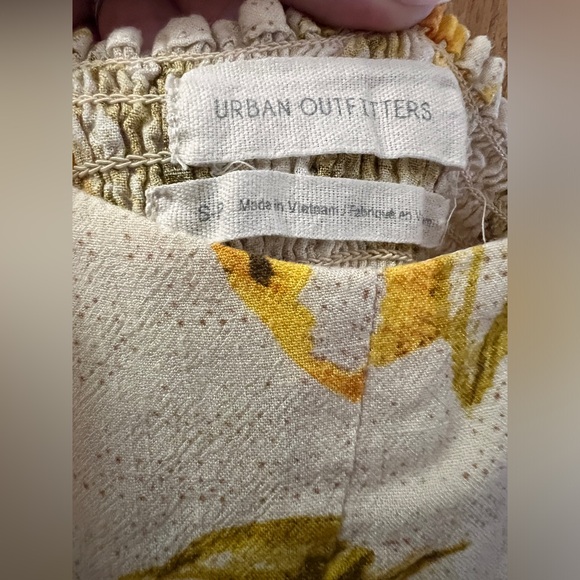 URBAN OUTFITTERS
S-P Made in Vietnam / Fabriqué en